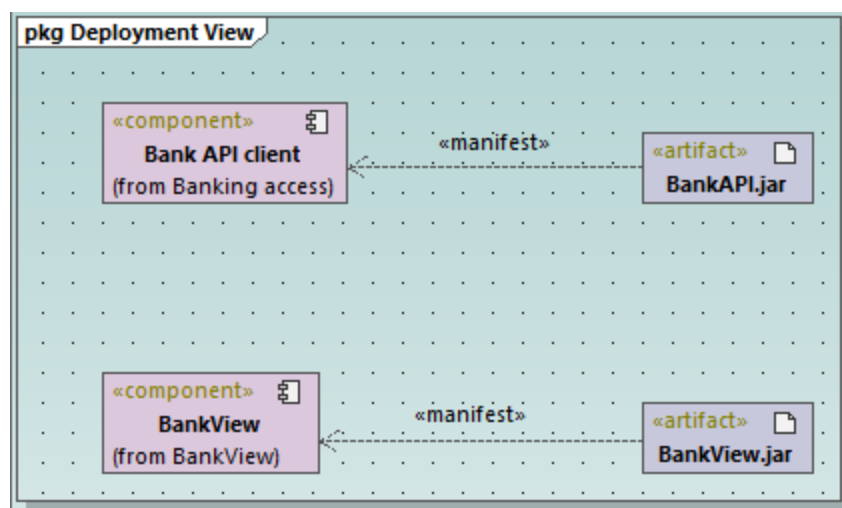 pkg Deployment View
«component»
Bank API client
(from Banking access)
«manifest»
«artifact»
BankAPI.jar
«component»
BankView
(from BankView)
«manifest»
«artifact»
BankView.jar